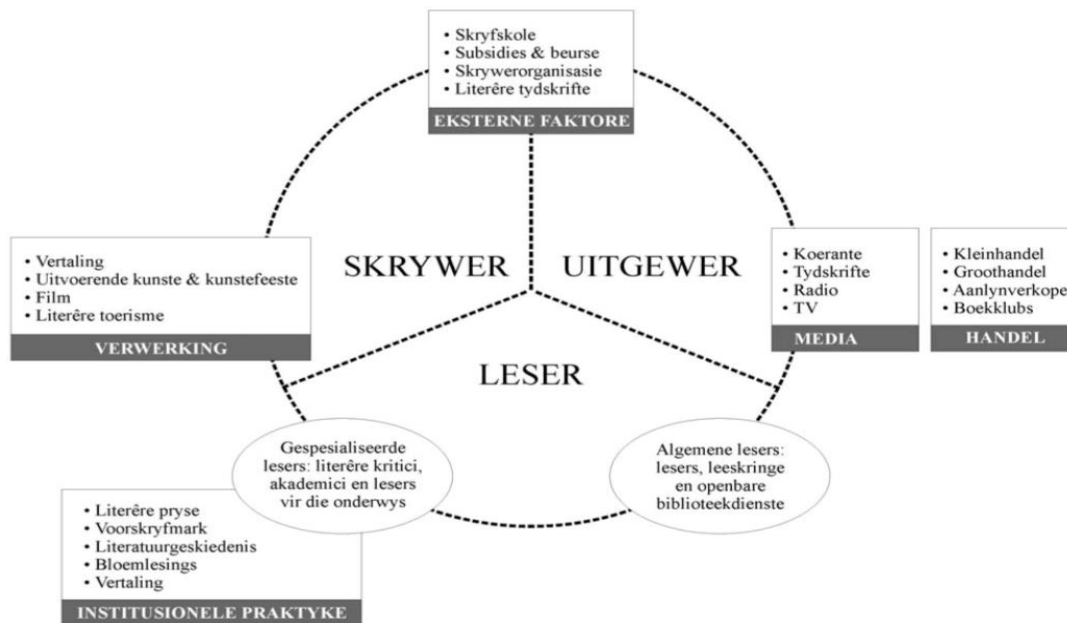 • Skryfskole
• Subsidies & beurse
• Skrywerorganisasie
• Literêre tydskrifte
EKSTERNE FAKTORE
SKRYWER
UITGEWER
• Vertaling
• Uitvoerende kunste & kunstefeeste
• Film
• Literêre toerisme
VERWERKING
• Koerante
• Tydskrifte
• Radio
• TV
MEDIA
• Kleinhandel
• Groothandel
• Aanlynverkope
• Boekklubs
HANDEL
LESER
Gespesialiseerde
lesers: literêre kritici,
akademici en lesers
vir die onderwys
Algemene lesers:
lesers, leeskringe
en openbare
biblioteekdienste
• Literêre pryse
• Voorskryfmark
• Literatuurgeskiedenis
• Bloemlesings
• Vertaling
INSTITUSIONELE PRAKTYKE